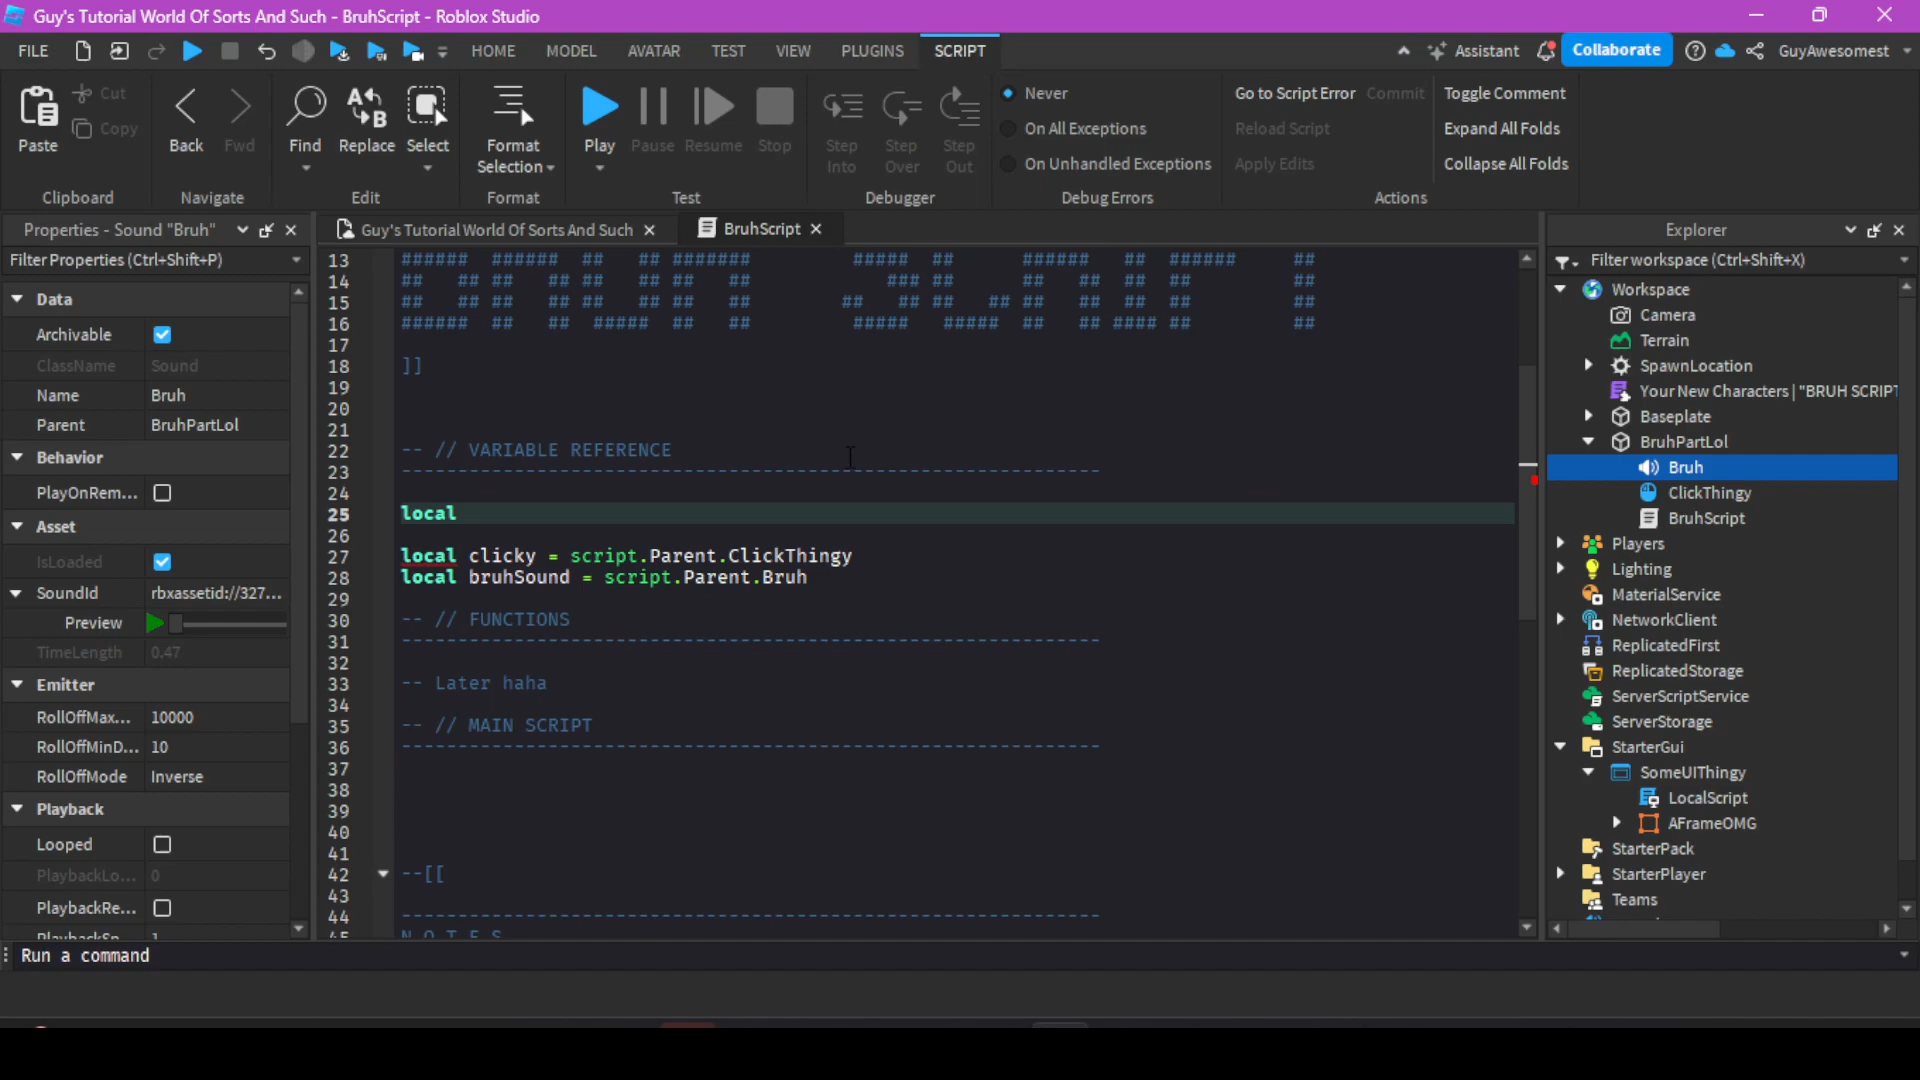 Guy's Tutorial World Of Sorts And Such - BruhScript - Roblox Studio
FILE HOME MODEL AVATAR TEST VIEW PLUGINS SCRIPT Assistant Collaborate GuyAwesomest
Paste Cut Copy
Clipboard
Back Fwd
Navigate
Find Replace Select
Edit
Format Selection
Format
Play Pause Resume Stop
Test
Step Into Step Over Step Out
Debugger
Never
On All Exceptions
On Unhandled Exceptions
Debug Errors
Go to Script Error Commit Toggle Comment
Reload Script Expand All Folds
Apply Edits Collapse All Folds
Actions
Properties - Sound "Bruh"
Filter Properties (Ctrl+Shift+P)
Data
Archivable
ClassName Sound
Name Bruh
Parent BruhPartLol
Behavior
PlayOnRem...
Asset
IsLoaded
SoundId rbxassetid://327...
Preview
TimeLength 0.47
Emitter
RollOffMax... 10000
RollOffMinD... 10
RollOffMode Inverse
Playback
Looped
PlaybackLo... 0
PlaybackRe...
Guy's Tutorial World Of Sorts And Such BruhScript
13 ###### ###### ## ## ####### ##### ## ###### ## ###### ##
14 ## ## ## ## ## ## ## ## ### ## ## ## ## ## ##
15 ## ## ## ## ## ## ## ## ## ## ## ## ## ## ## ## ##
16 ###### ## ## ##### ## ## ##### ##### ## ## #### ## ##
17
18 ]]
19
20
21
22 -- // VARIABLE REFERENCE
23 --------------------------------------------------------------
24
25 local
26
27 local clicky = script.Parent.ClickThingy
28 local bruhSound = script.Parent.Bruh
29
30 -- // FUNCTIONS
31 --------------------------------------------------------------
32
33 -- Later haha
34
35 -- // MAIN SCRIPT
36 --------------------------------------------------------------
37
38
39
40
41
42 --[[
43
44 --------------------------------------------------------------
45 N O T E S
Explorer
Filter workspace (Ctrl+Shift+X)
Workspace
Camera
Terrain
SpawnLocation
Your New Characters | "BRUH SCRIPT
Baseplate
BruhPartLol
Bruh
ClickThingy
BruhScript
Players
Lighting
MaterialService
NetworkClient
ReplicatedFirst
ReplicatedStorage
ServerScriptService
ServerStorage
StarterGui
SomeUIThingy
LocalScript
AFrameOMG
StarterPack
StarterPlayer
Teams
Run a command